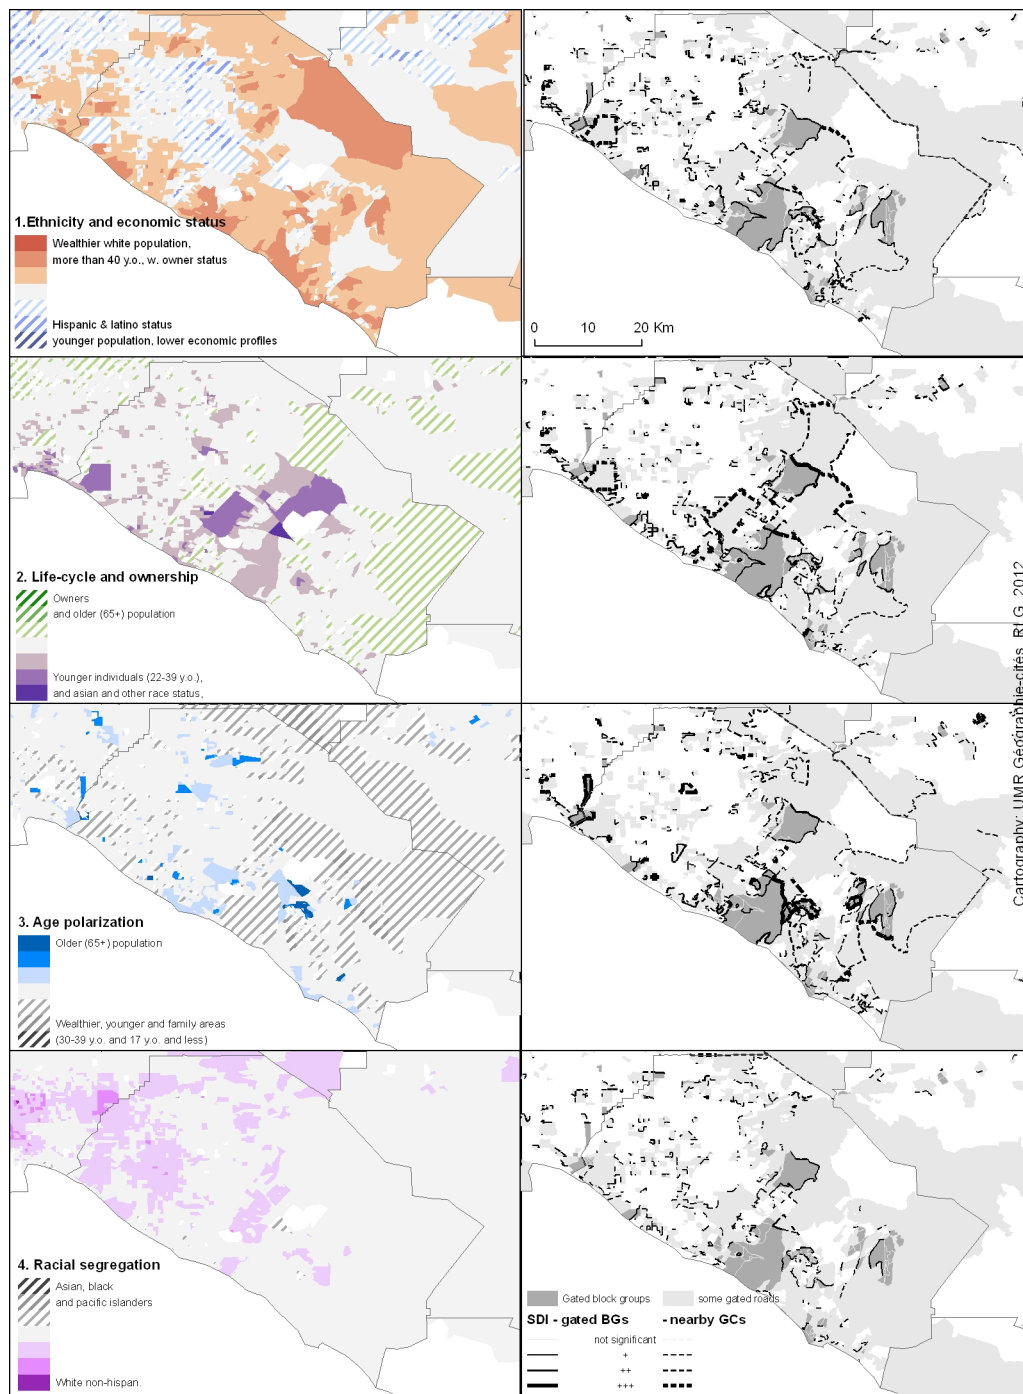 1.Ethnicity and economic status
Wealthier white population,
more than 40 y.o., w. owner status
Hispanic & latino status
younger population, lower economic profiles
0 10 20 Km
2. Life-cycle and ownership
Owners
and older (65+) population
Younger individuals (22-39 y.o.),
and asian and other race status,
3. Age polarization
Older (65+) population
Wealthier, younger and family areas
(30-39 y.o. and 17 y.o. and less)
4. Racial segregation
Asian, black
and pacific islanders
White non-hispan.
Gated block groups some gated roads
SDI - gated BGs - nearby GCs
not significant
+
++
+++
Cartography: UMR Géographie-cités, RLG, 2012